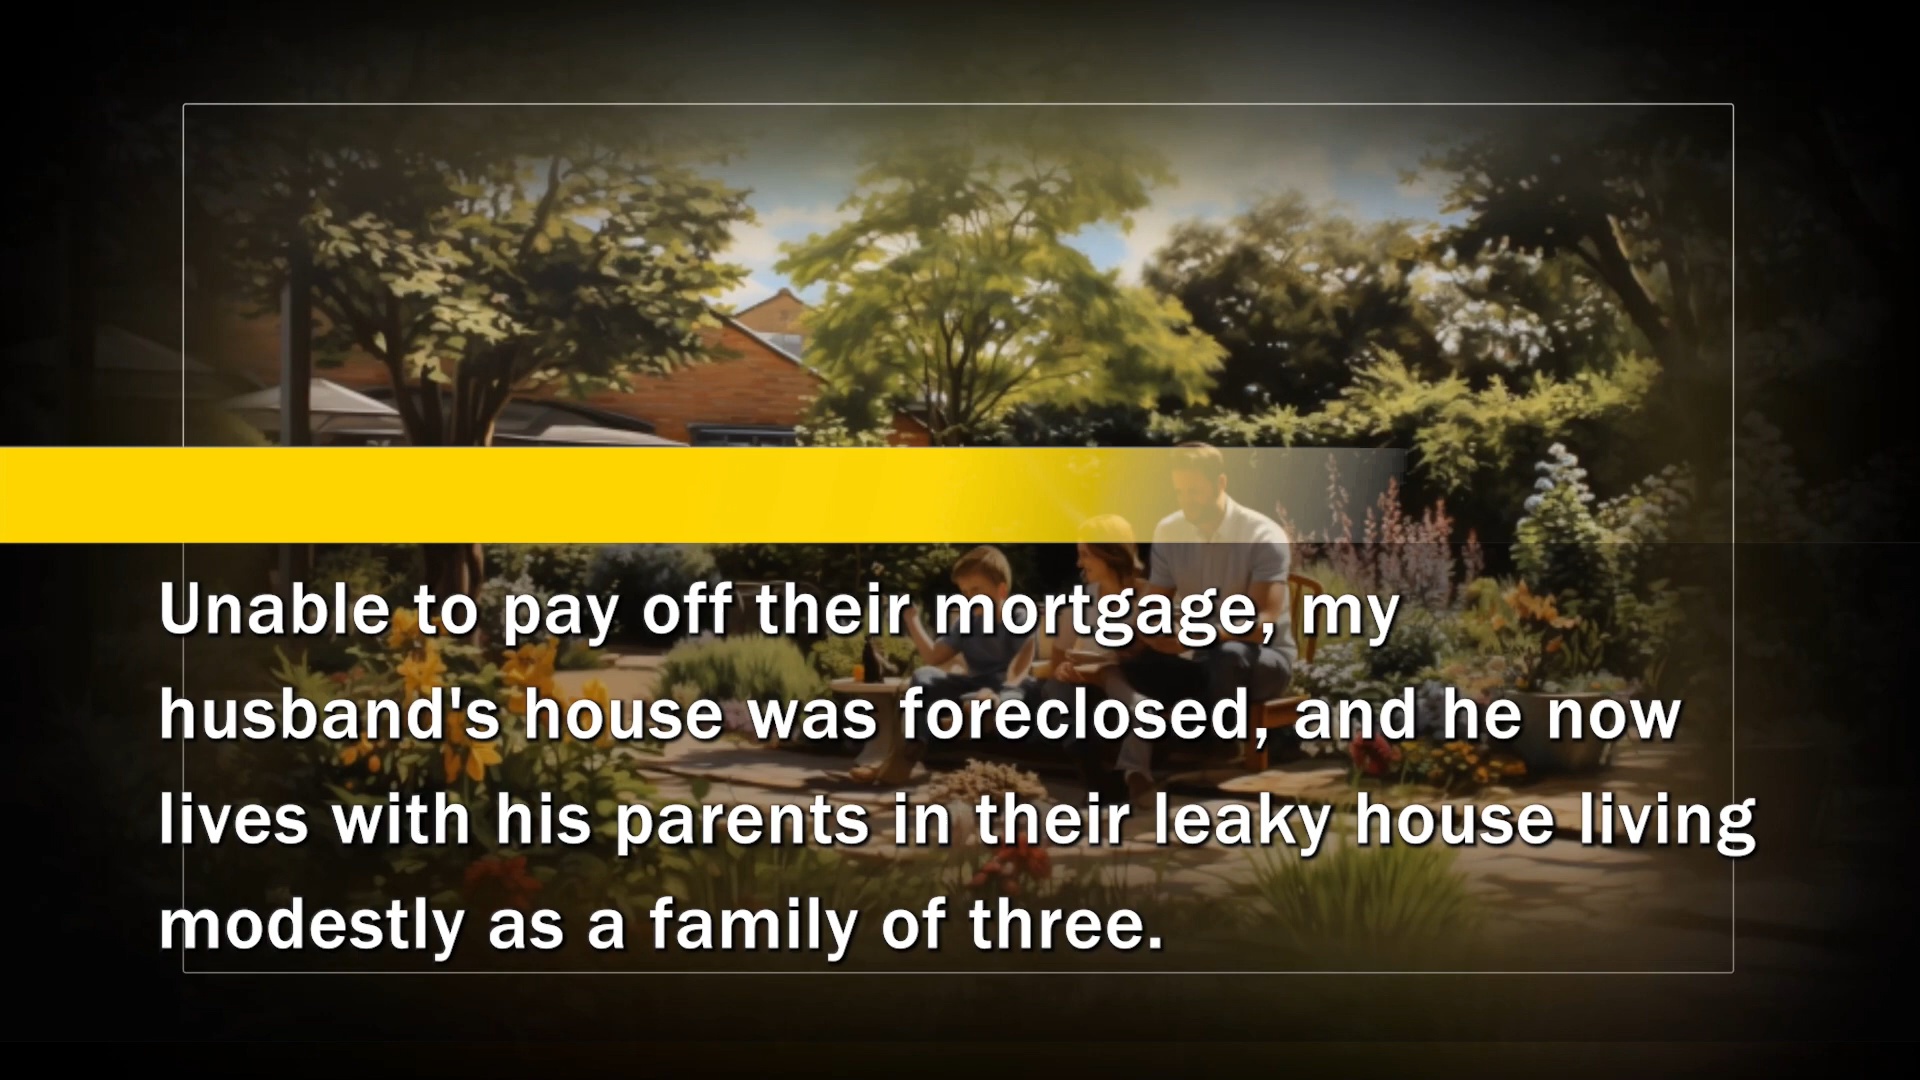 Unable to pay off their mortgage, my
husband's house was foreclosed, and he now
lives with his parents in their leaky house living
modestly as a family of three.